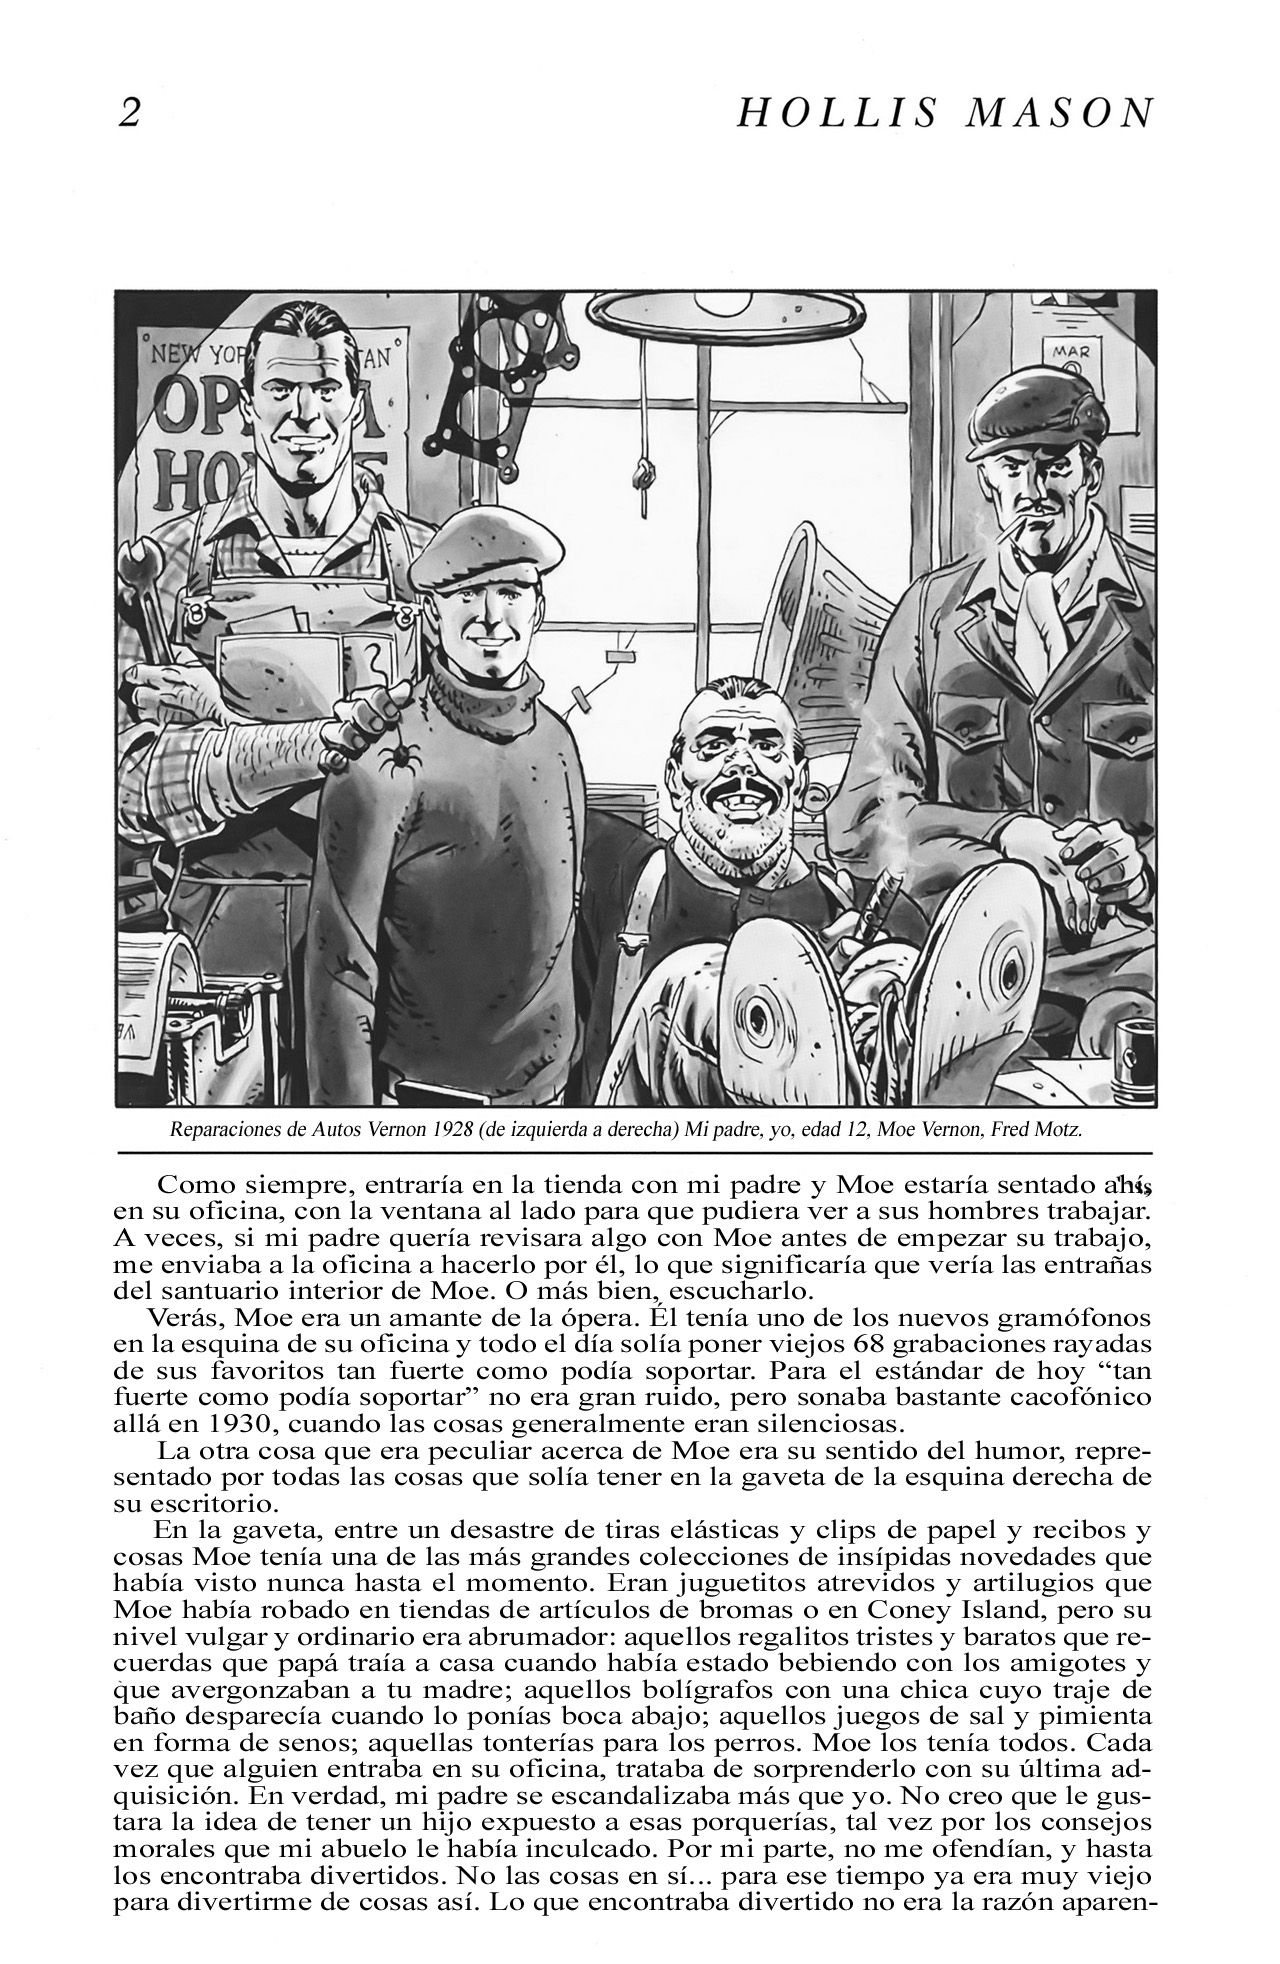 2
HOLLIS MASON
NEW YOR
AN
OP
A
HO
E
MAR
Reparaciones de Autos Vernon 1928 (de izquierda a derecha) Mi padre, yo, edad 12, Moe Vernon, Fred Motz.
Como siempre, entraría en la tienda con mi padre y Moe estaría sentado ahí,
en su oficina, con la ventana al lado para que pudiera ver a sus hombres trabajar.
A veces, si mi padre quería revisara algo con Moe antes de empezar su trabajo,
me enviaba a la oficina a hacerlo por él, lo que significaría que vería las entrañas
del santuario interior de Moe. O más bien, escucharlo.
Verás, Moe era un amante de la ópera. Él tenía uno de los nuevos gramófonos
en la esquina de su oficina y todo el día solía poner viejos 68 grabaciones rayadas
de sus favoritos tan fuerte como podía soportar. Para el estándar de hoy “tan
fuerte como podía soportar” no era gran ruido, pero sonaba bastante cacofónico
allá en 1930, cuando las cosas generalmente eran silenciosas.
La otra cosa que era peculiar acerca de Moe era su sentido del humor, repre-
sentado por todas las cosas que solía tener en la gaveta de la esquina derecha de
su escritorio.
En la gaveta, entre un desastre de tiras elásticas y clips de papel y recibos y
cosas Moe tenía una de las más grandes colecciones de insípidas novedades que
había visto nunca hasta el momento. Eran juguetitos atrevidos y artilugios que
Moe había robado en tiendas de artículos de bromas o en Coney Island, pero su
nivel vulgar y ordinario era abrumador: aquellos regalitos tristes y baratos que re-
cuerdas que papá traía a casa cuando había estado bebiendo con los amigotes y
que avergonzaban a tu madre; aquellos bolígrafos con una chica cuyo traje de
baño desparecía cuando lo ponías boca abajo; aquellos juegos de sal y pimienta
en forma de senos; aquellas tonterías para los perros. Moe los tenía todos. Cada
vez que alguien entraba en su oficina, trataba de sorprenderlo con su última ad-
quisición. En verdad, mi padre se escandalizaba más que yo. No creo que le gus-
tara la idea de tener un hijo expuesto a esas porquerías, tal vez por los consejos
morales que mi abuelo le había inculcado. Por mi parte, no me ofendían, y hasta
los encontraba divertidos. No las cosas en sí... para ese tiempo ya era muy viejo
para divertirme de cosas así. Lo que encontraba divertido no era la razón aparen-